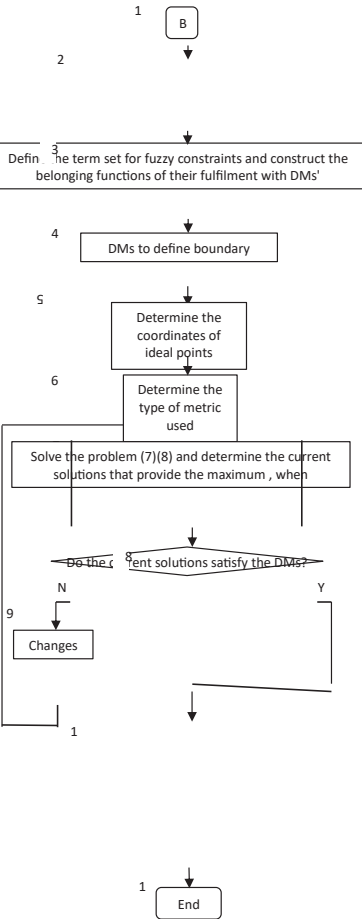 1
B
2
3
Define the term set for fuzzy constraints and construct the
belonging functions of their fulfilment with DMs'
4
DMs to define boundary
5
Determine the
coordinates of
ideal points
6
Determine the
type of metric
used
Solve the problem (7)(8) and determine the current
solutions that provide the maximum , when
8
Do the current solutions satisfy the DMs?
N
Y
9
Changes
1
1
End